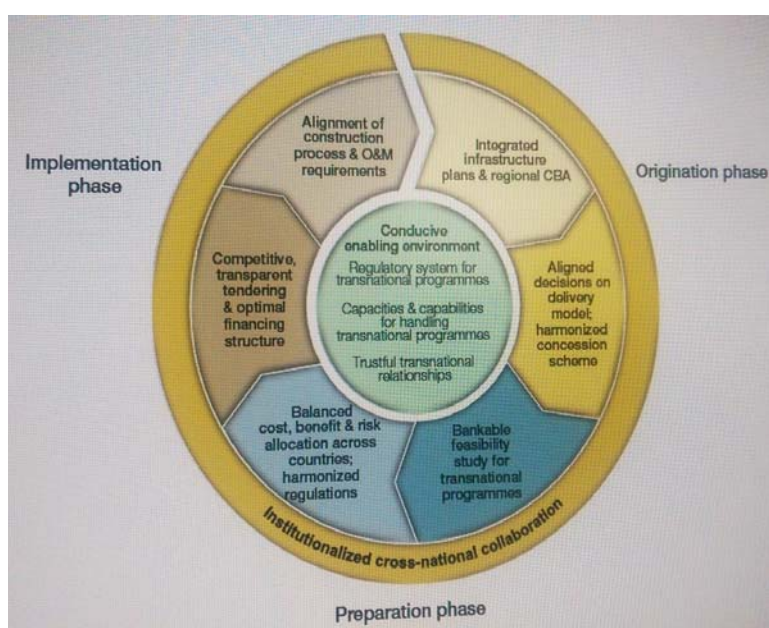 Implementation
phase
Origination phase
Preparation phase
Integrated
infrastructure
plans & regional CBA
Aligned
decisions on
delivery
model;
harmonized
concession
scheme
Bankable
feasibility
study for
transnational
programmes
Balanced
cost, benefit & risk
allocation across
countries;
harmonized
regulations
Competitive,
transparent
tendering
& optimal
financing
structure
Alignment of
construction
process & O&M
requirements
Conducive
enabling environment
Regulatory system for
transnational programmes
Capacities & capabilities
for handling
transnational programmes
Trustful transnational
relationships
Institutionalized cross-national collaboration